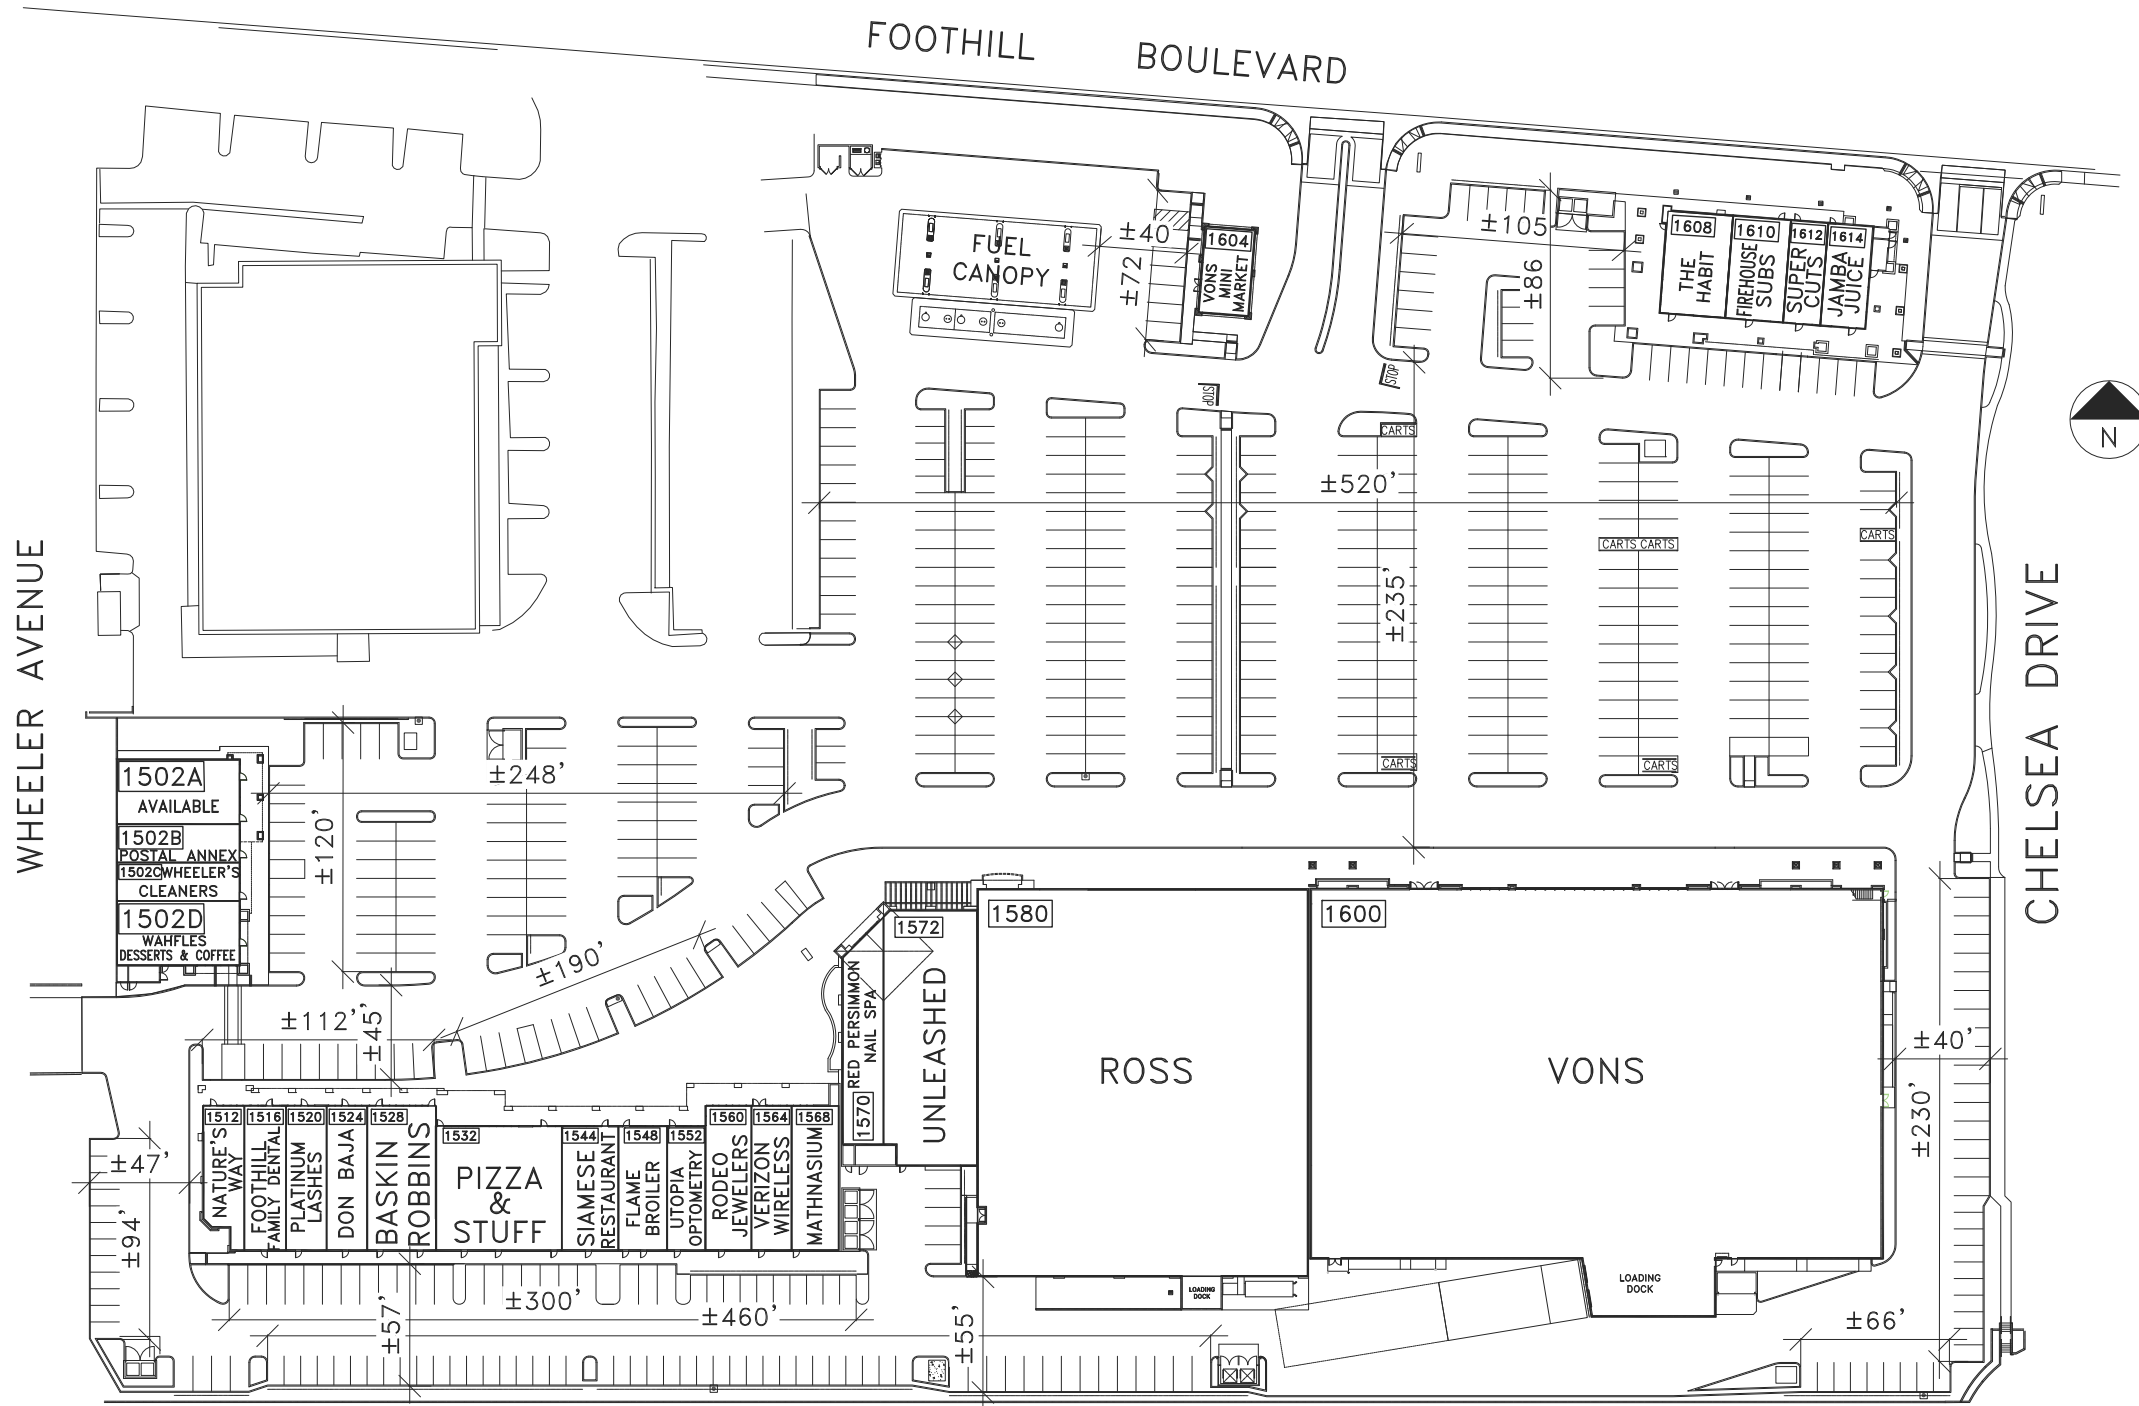 FOOTHILL BOULEVARD
FUEL
CANOPY
±40'
±72'
1604
VONS
MINI
MARKET
±105'
±86'
1608
THE
HABIT
1610
FIREHOUSE
SUBS
1612
SUPER
CUTS
1614
JAMBA
JUICE
STOP
STOP
CARTS
±520'
CARTS CARTS
CARTS
±235'
CARTS
CARTS
N
WHEELER AVENUE
CHELSEA DRIVE
1502A
AVAILABLE
1502B
POSTAL ANNEX
1502C WHEELER'S
CLEANERS
1502D
WAHFLES
DESSERTS & COFFEE
±248'
±120'
±190'
±112'
±45'
1572
UNLEASHED
RED PERSIMMON
NAIL SPA
1570
1580
ROSS
1600
VONS
±40'
±230'
1512
NATURE'S
WAY
1516
FOOTHILL
FAMILY DENTAL
1520
PLATINUM
LASHES
1524
DON BAJA
1528
BASKIN
ROBBINS
1532
PIZZA
&
STUFF
1544
SIAMESE
RESTAURANT
1548
FLAME
BROILER
1552
UTOPIA
OPTOMETRY
1560
RODEO
JEWELERS
1564
VERIZON
WIRELESS
1568
MATHNASIUM
±47'
±94'
±300'
±460'
±57'
±55'
LOADING
DOCK
LOADING
DOCK
±66'